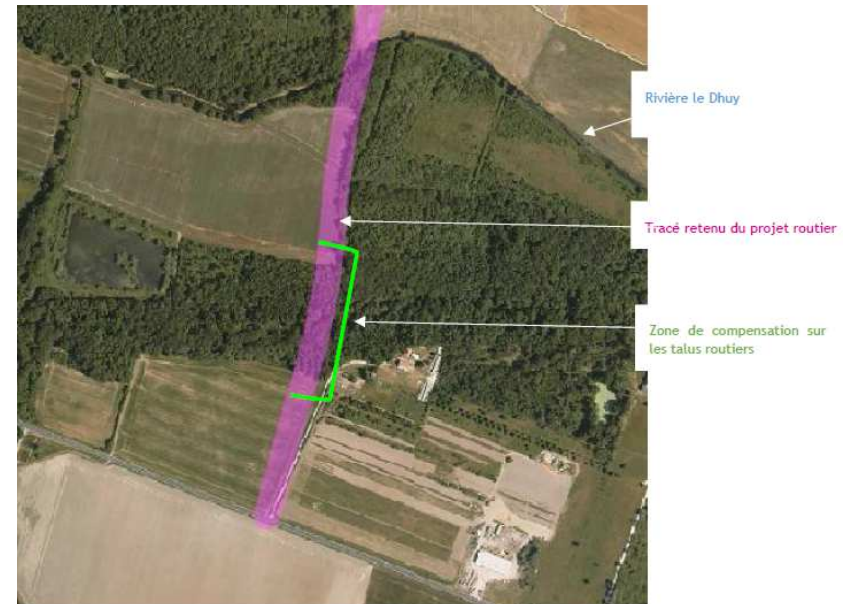 Rivière le Dhuy
Tracé retenu du projet routier
Zone de compensation sur
les talus routiers